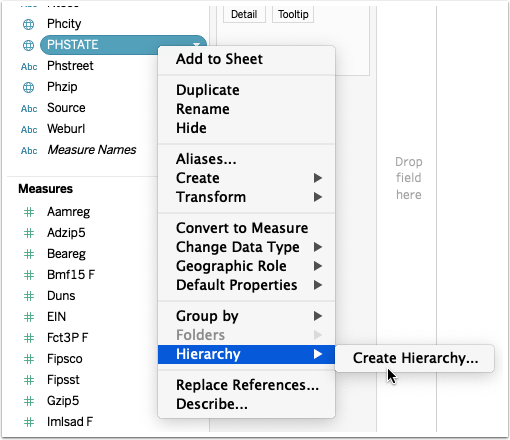 Phcity
Detail
Tooltip
PHSTATE
Abc Phstreet
Phzip
Abc Source
Abc Weburl
Abc Measure Names
Measures
Aamreg
Adzip5
Beareg
Bmf15 F
Duns
EIN
Fct3P F
Fipsco
Fipsst
Gzip5
Imlsad F
Add to Sheet
Duplicate
Rename
Hide
Aliases...
Create
Transform
Convert to Measure
Change Data Type
Geographic Role
Default Properties
Group by
Folders
Hierarchy
Replace References...
Describe...
Create Hierarchy...
Drop
field
here